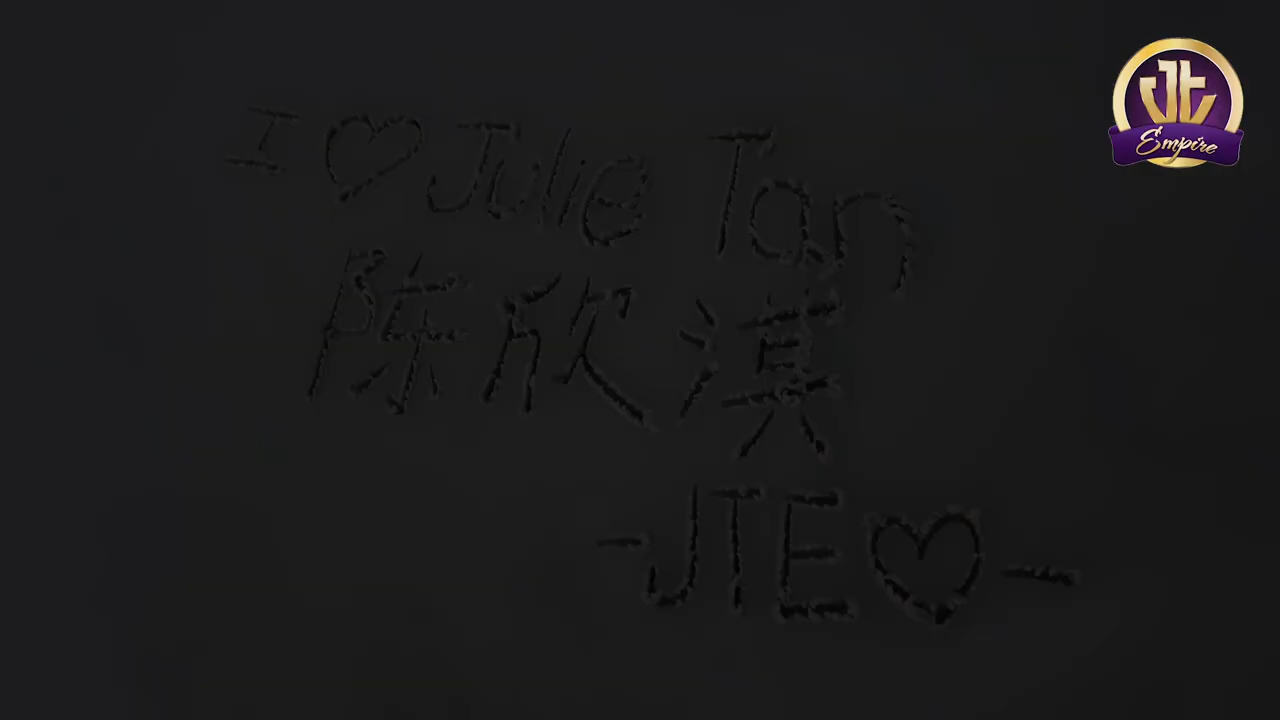 I ♡ Julie Tan
陈欣淇
- JTE ♡ -
Jt
Empire